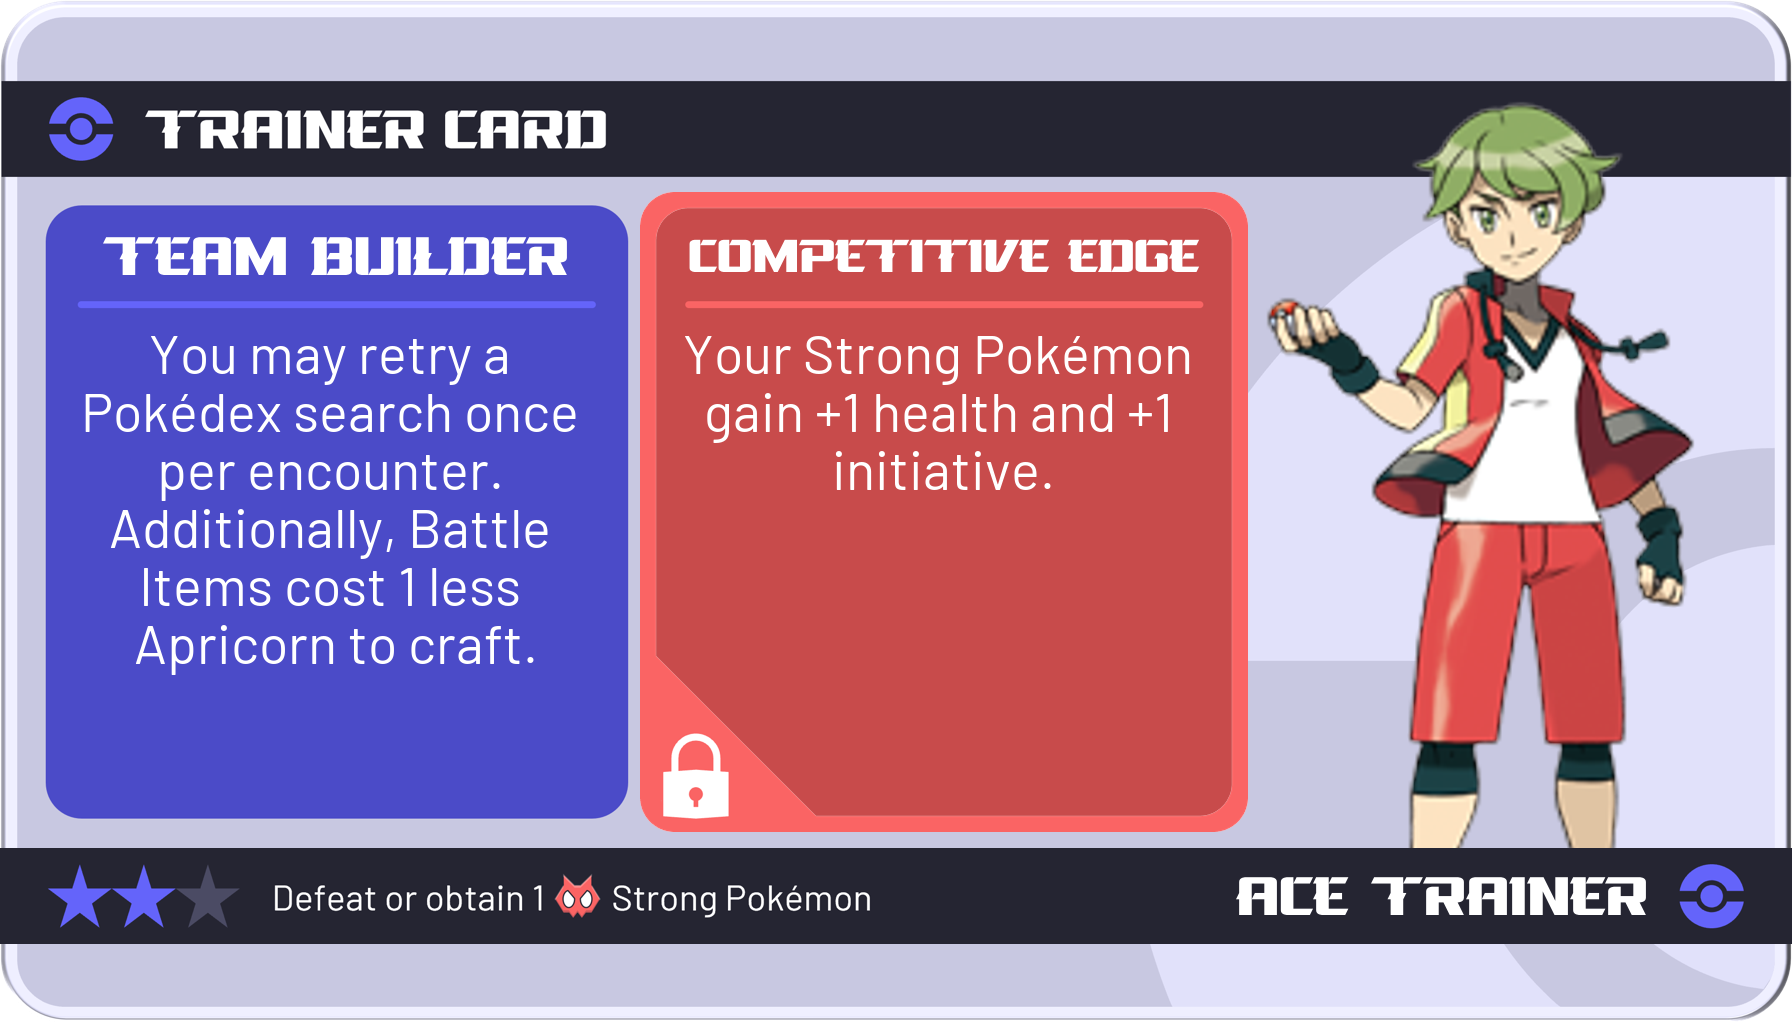 TRAINER CARD
TEAM BUILDER
You may retry a
Pokédex search once
per encounter.
Additionally, Battle
Items cost 1 less
Apricorn to craft.
COMPETITIVE EDGE
Your Strong Pokémon
gain +1 health and +1
initiative.
Defeat or obtain 1 Strong Pokémon
ACE TRAINER